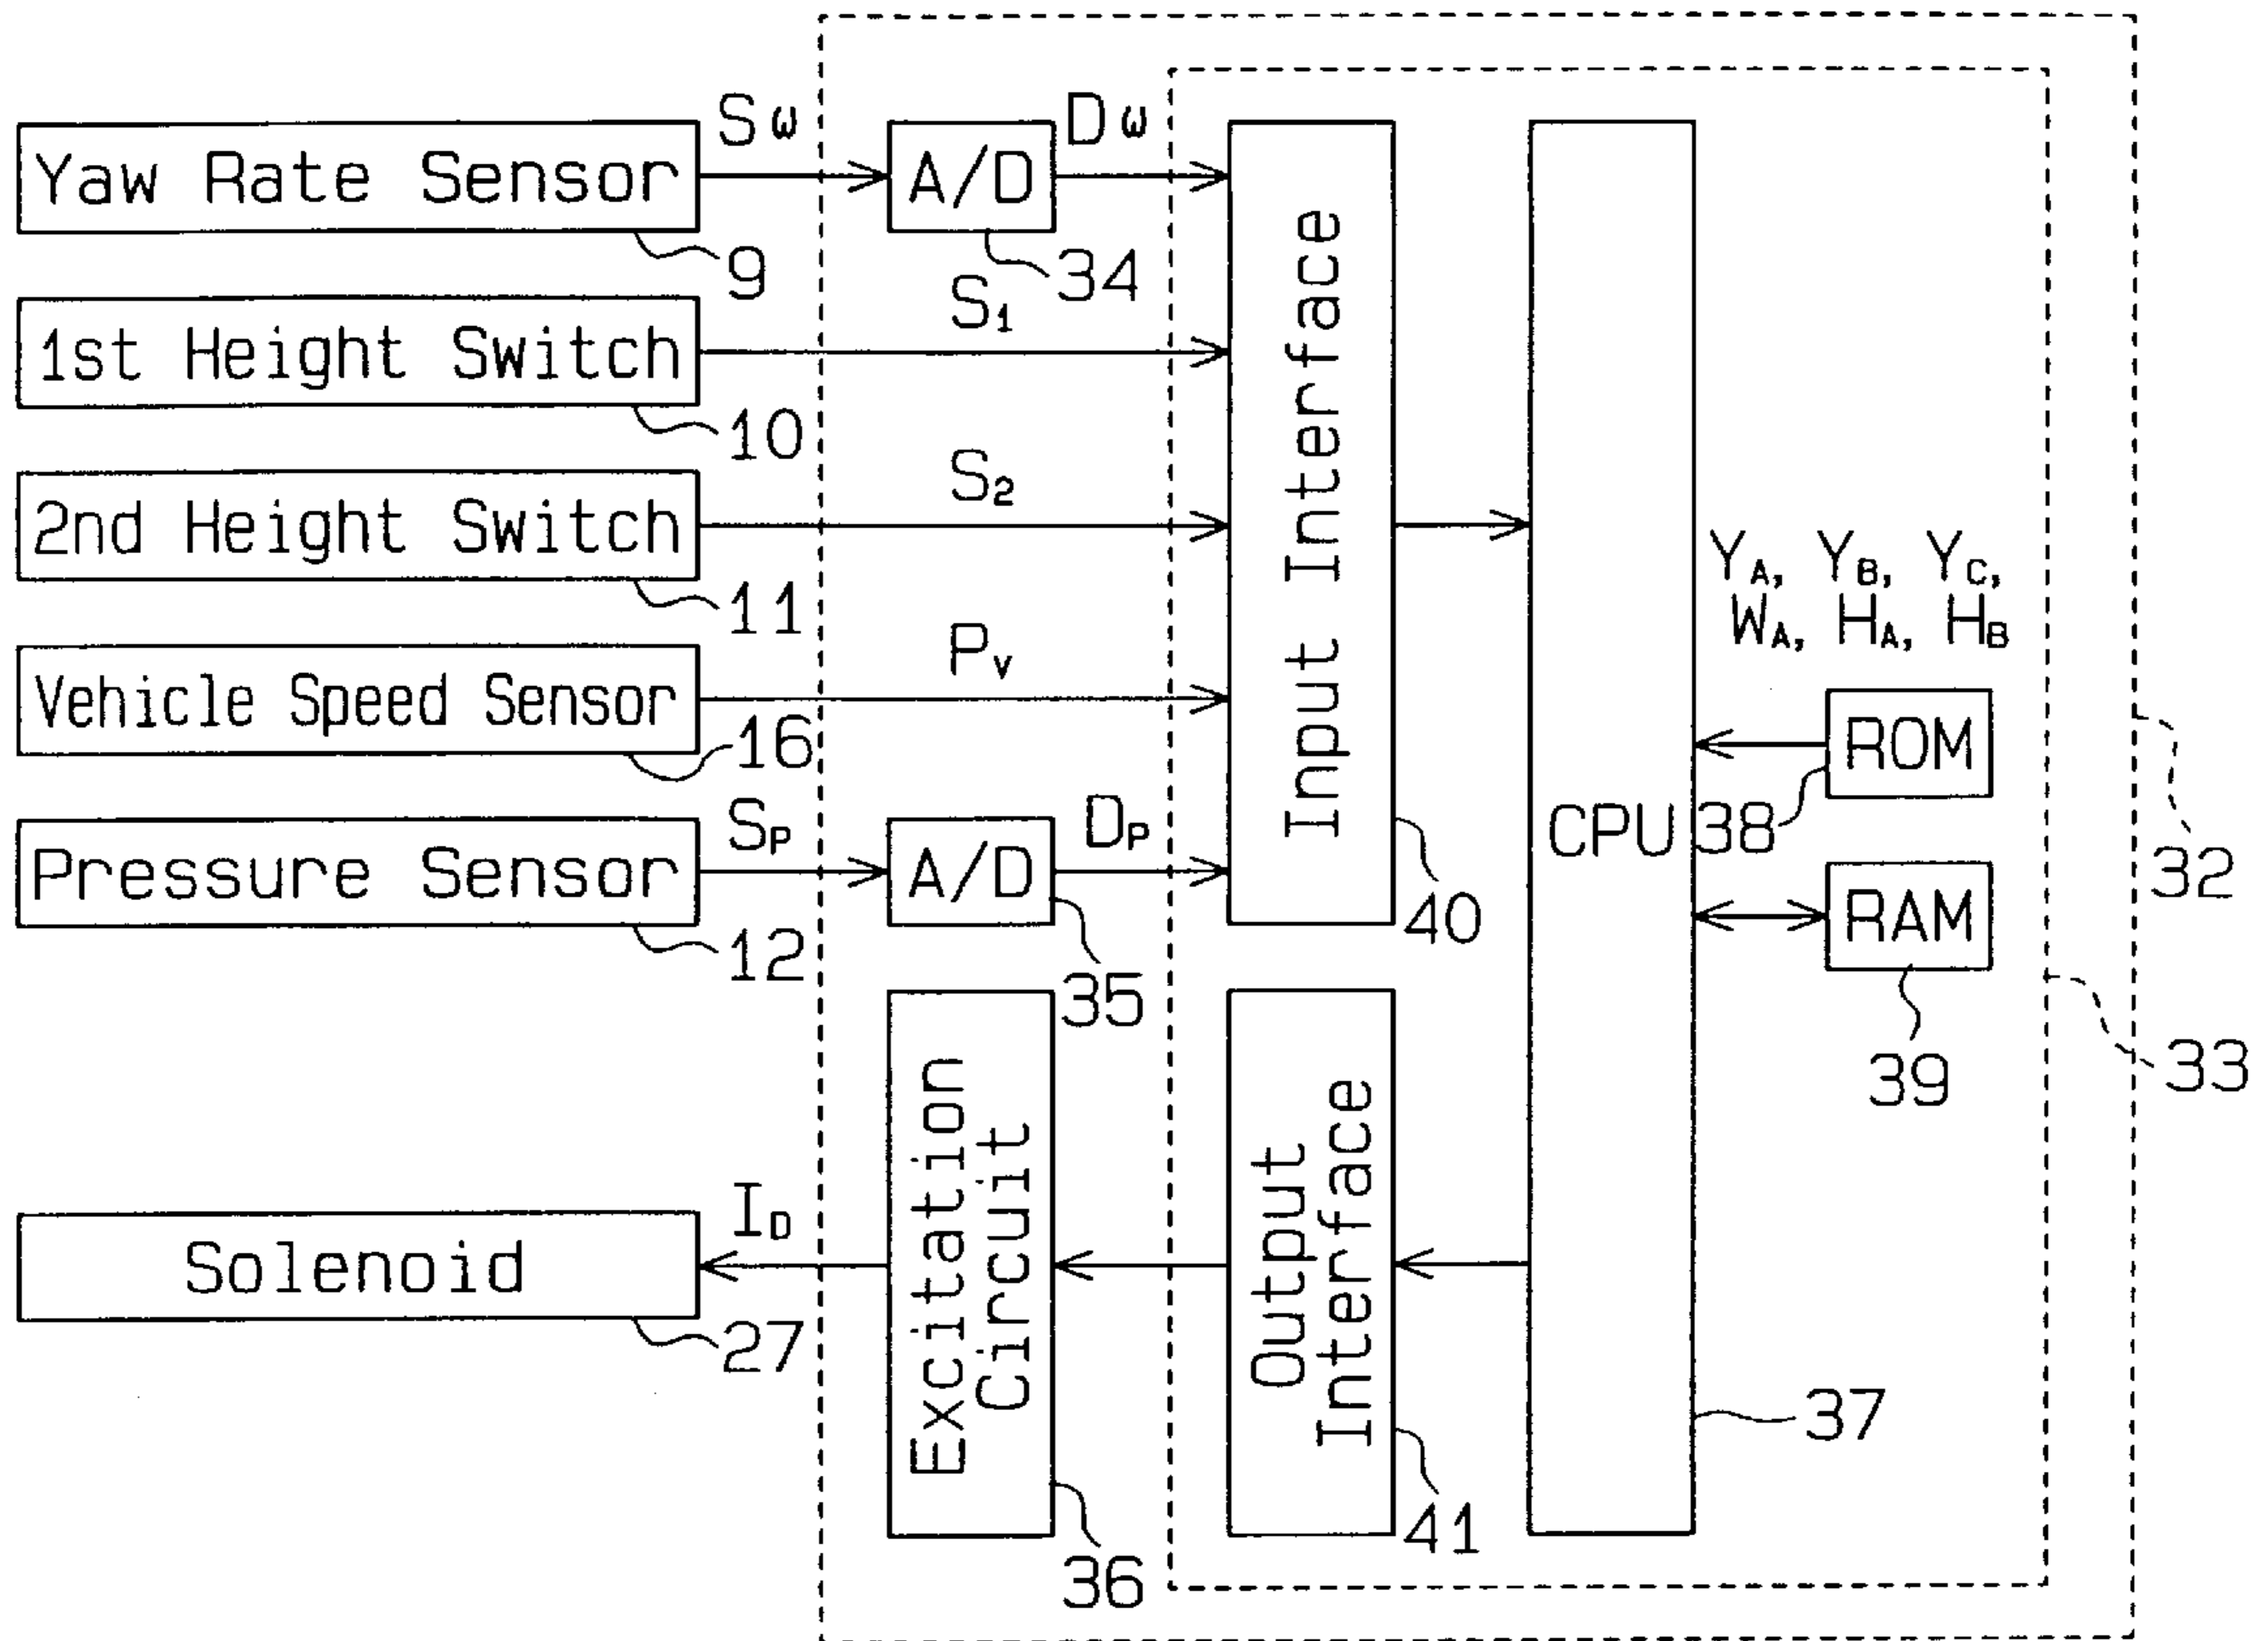 Yaw Rate Sensor
Sω
A/D
Dω
9
34
1st Height Switch
S1
10
2nd Height Switch
S2
11
Vehicle Speed Sensor
Pv
16
Pressure Sensor
SP
A/D
DP
12
35
Input Interface
40
CPU
YA, YB, YC,
WA, HA, HB
ROM
38
RAM
39
32
33
Solenoid
ID
27
Excitation
Circuit
36
Output
Interface
41
37